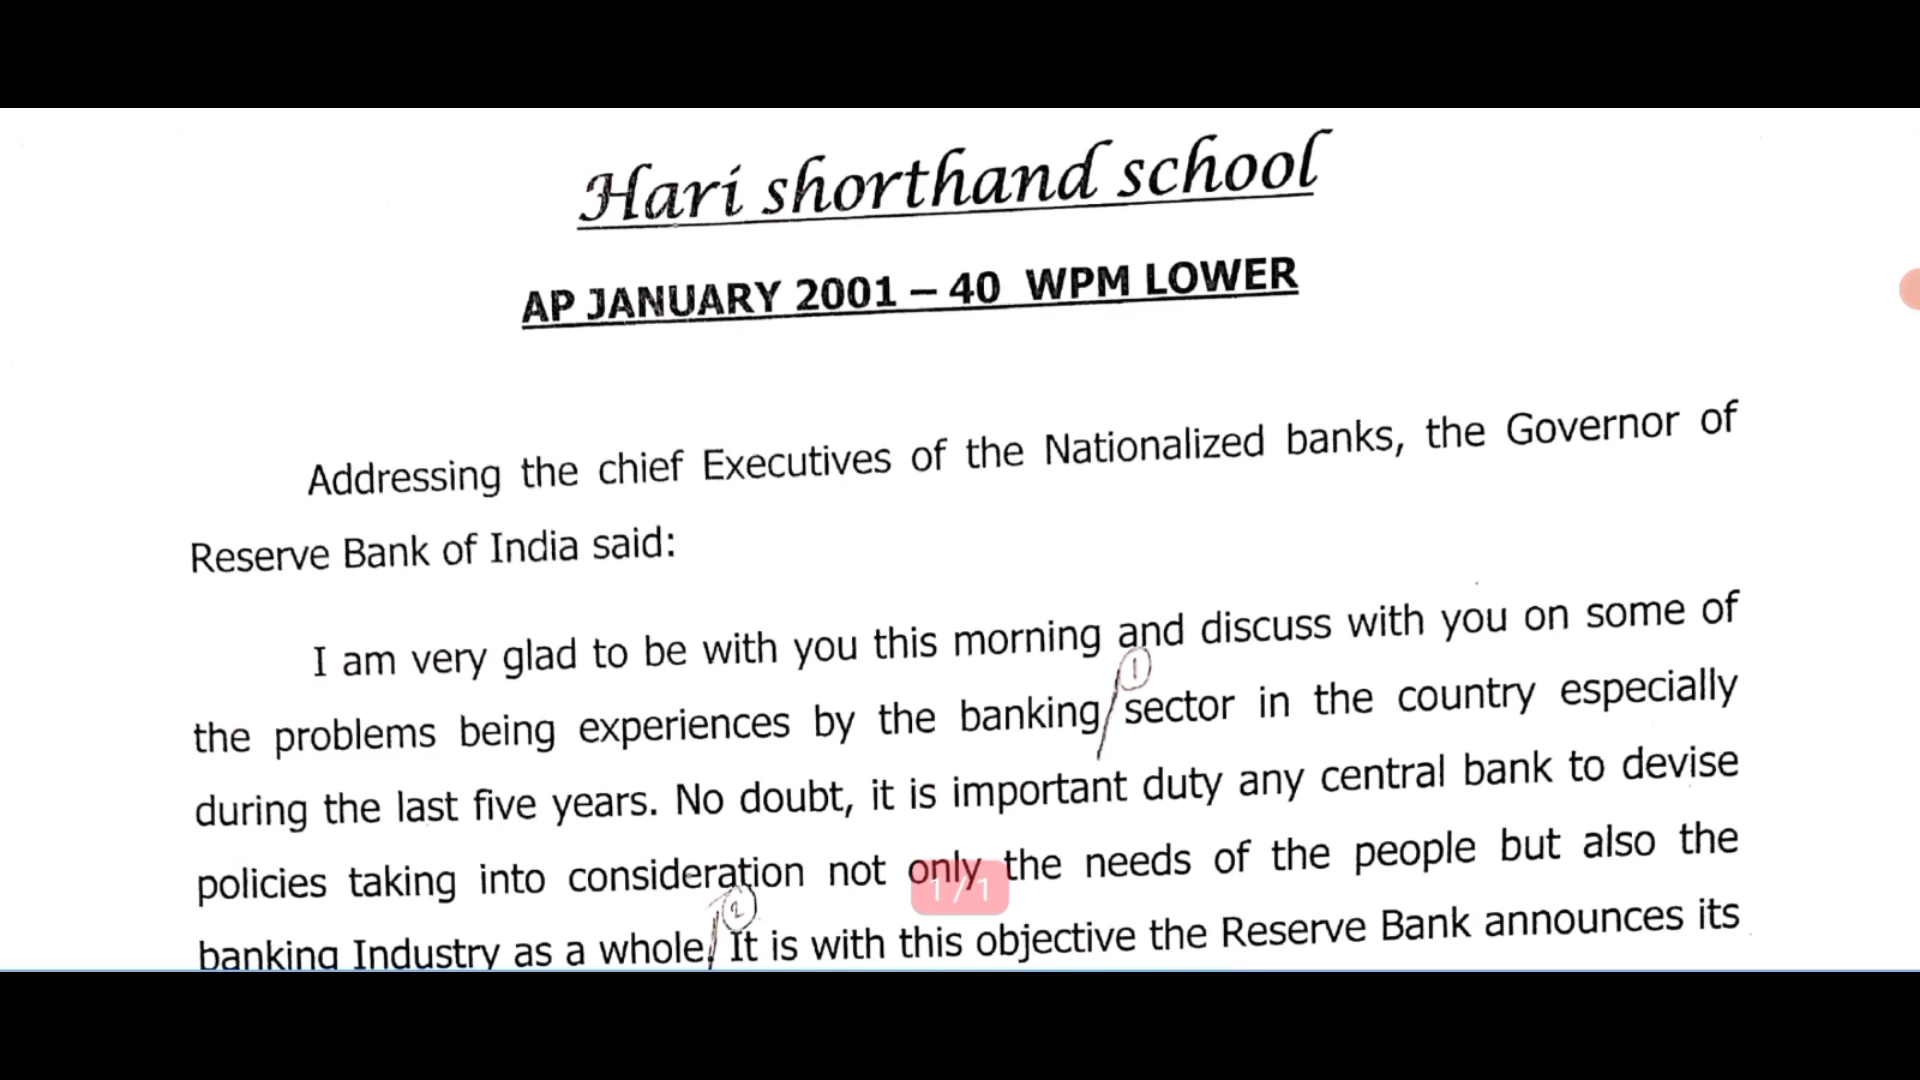 Hari shorthand school
AP JANUARY 2001 – 40 WPM LOWER
Addressing the chief Executives of the Nationalized banks, the Governor of
Reserve Bank of India said:
I am very glad to be with you this morning and discuss with you on some of
1
the problems being experiences by the banking/ sector in the country especially
during the last five years. No doubt, it is important duty any central bank to devise
policies taking into consideration not only the needs of the people but also the
1/1
2
banking Industry as a whole./ It is with this objective the Reserve Bank announces its